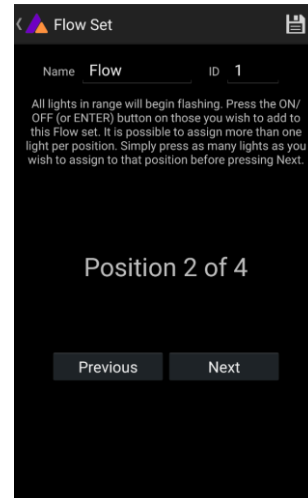 Flow Set
Name Flow ID 1
All lights in range will begin flashing. Press the ON/
OFF (or ENTER) button on those you wish to add to
this Flow set. It is possible to assign more than one
light per position. Simply press as many lights as you
wish to assign to that position before pressing Next.
Position 2 of 4
Previous Next